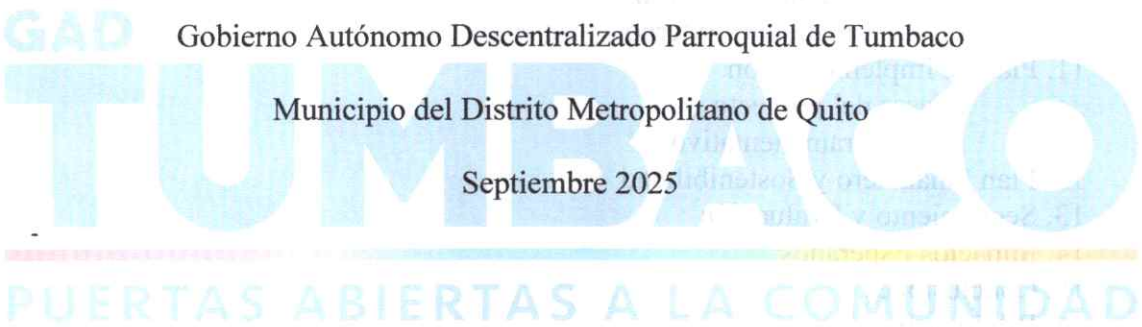 GAD
Gobierno Autónomo Descentralizado Parroquial de Tumbaco
TUMBACO
Municipio del Distrito Metropolitano de Quito
Septiembre 2025
PUERTAS ABIERTAS A LA COMUNIDAD